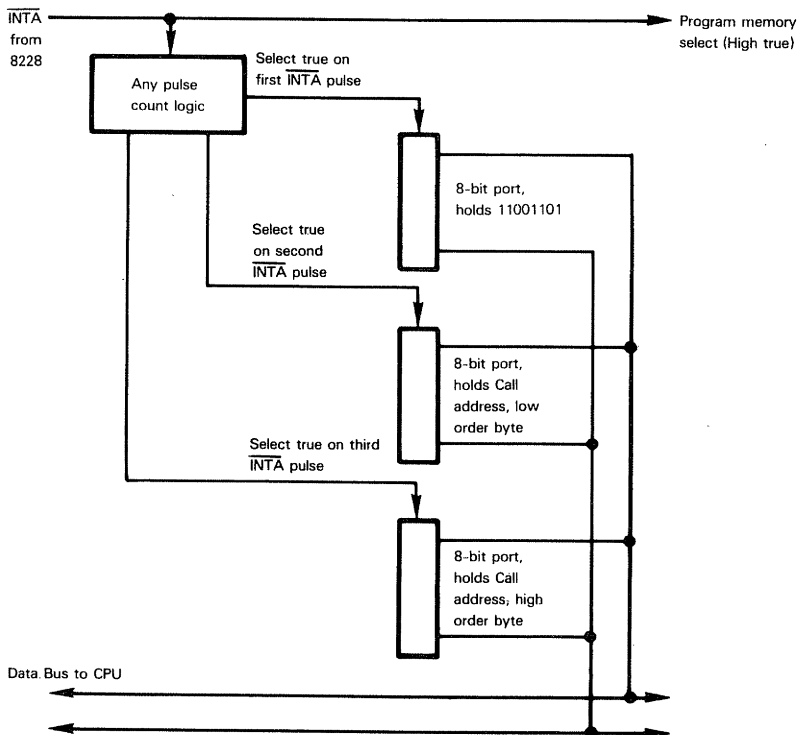 INTA
from
8228
Program memory
select (High true)
Any pulse
count logic
Select true on
first INTA pulse
8-bit port,
holds 11001101
Select true
on second
INTA pulse
8-bit port,
holds Call
address, low
order byte
Select true on third
INTA pulse
8-bit port,
holds Call
address, high
order byte
Data Bus to CPU